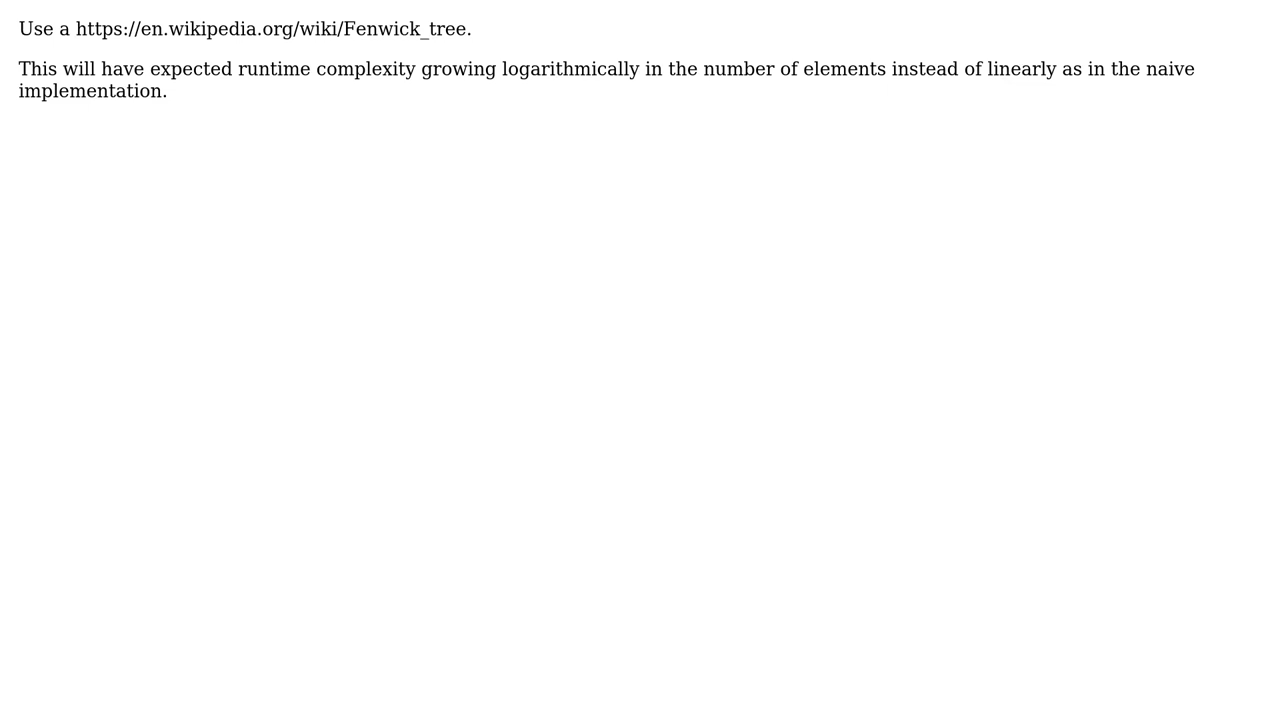 Use a https://en.wikipedia.org/wiki/Fenwick_tree.
This will have expected runtime complexity growing logarithmically in the number of elements instead of linearly as in the naive
implementation.